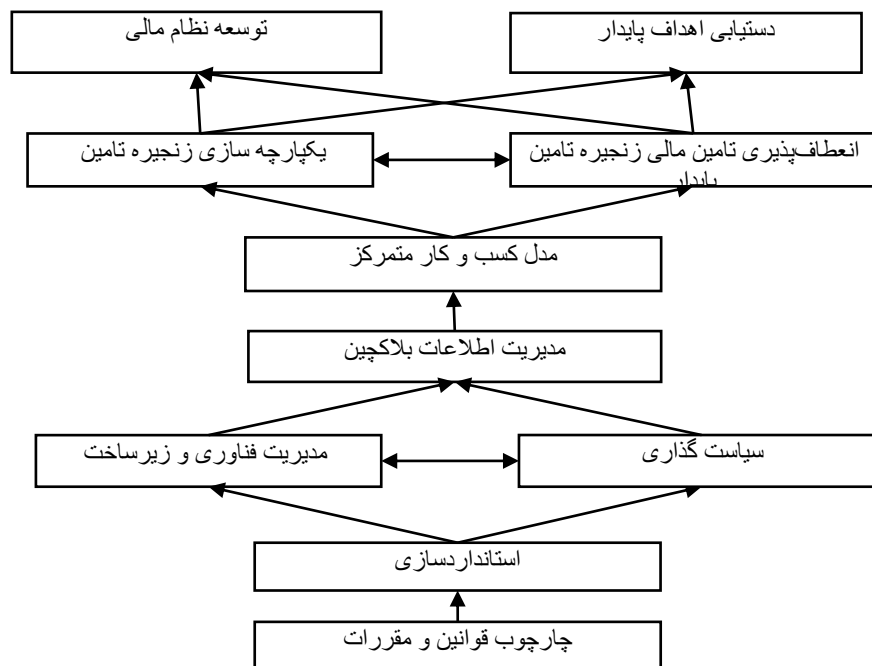 دستیابی اهداف پایدار
توسعه نظام مالی
انعطاف‌پذیری تامین مالی زنجیره تامین
پایدار
یکپارچه سازی زنجیره تامین
مدل کسب و کار متمرکز
مدیریت اطلاعات بلاکچین
سیاست گذاری
مدیریت فناوری و زیرساخت
استانداردسازی
چارچوب قوانین و مقررات